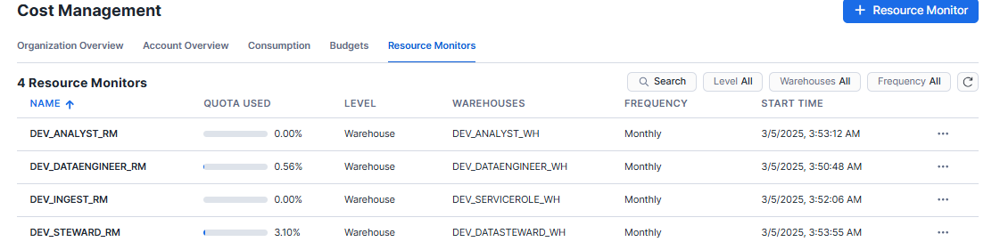 Cost Management
+ Resource Monitor
Organization Overview Account Overview Consumption Budgets Resource Monitors
4 Resource Monitors
Search Level All Warehouses All Frequency All
NAME ↑ QUOTA USED LEVEL WAREHOUSES FREQUENCY START TIME
DEV_ANALYST_RM 0.00% Warehouse DEV_ANALYST_WH Monthly 3/5/2025, 3:53:12 AM ...
DEV_DATAENGINEER_RM 0.56% Warehouse DEV_DATAENGINEER_WH Monthly 3/5/2025, 3:50:48 AM ...
DEV_INGEST_RM 0.00% Warehouse DEV_SERVICEROLE_WH Monthly 3/5/2025, 3:52:06 AM ...
DEV_STEWARD_RM 3.10% Warehouse DEV_DATASTEWARD_WH Monthly 3/5/2025, 3:53:55 AM ...